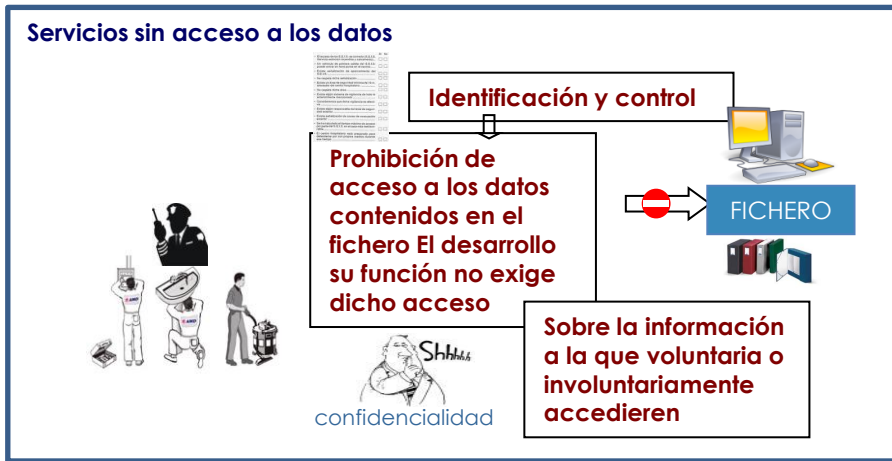 Servicios sin acceso a los datos
Identificación y control
Prohibición de
acceso a los datos
contenidos en el
fichero El desarrollo
su función no exige
dicho acceso
FICHERO
Sobre la información
a la que voluntaria o
involuntariamente
accedieren
Shhhhh
confidencialidad